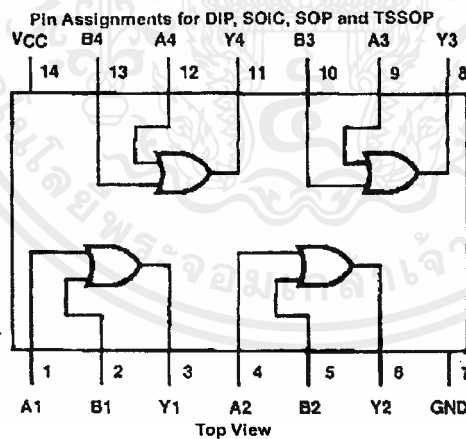 Pin Assignments for DIP, SOIC, SOP and TSSOP
VCC B4 A4 Y4 B3 A3 Y3
14 13 12 11 10 9 8
1 2 3 4 5 6 7
A1 B1 Y1 A2 B2 Y2 GND
Top View